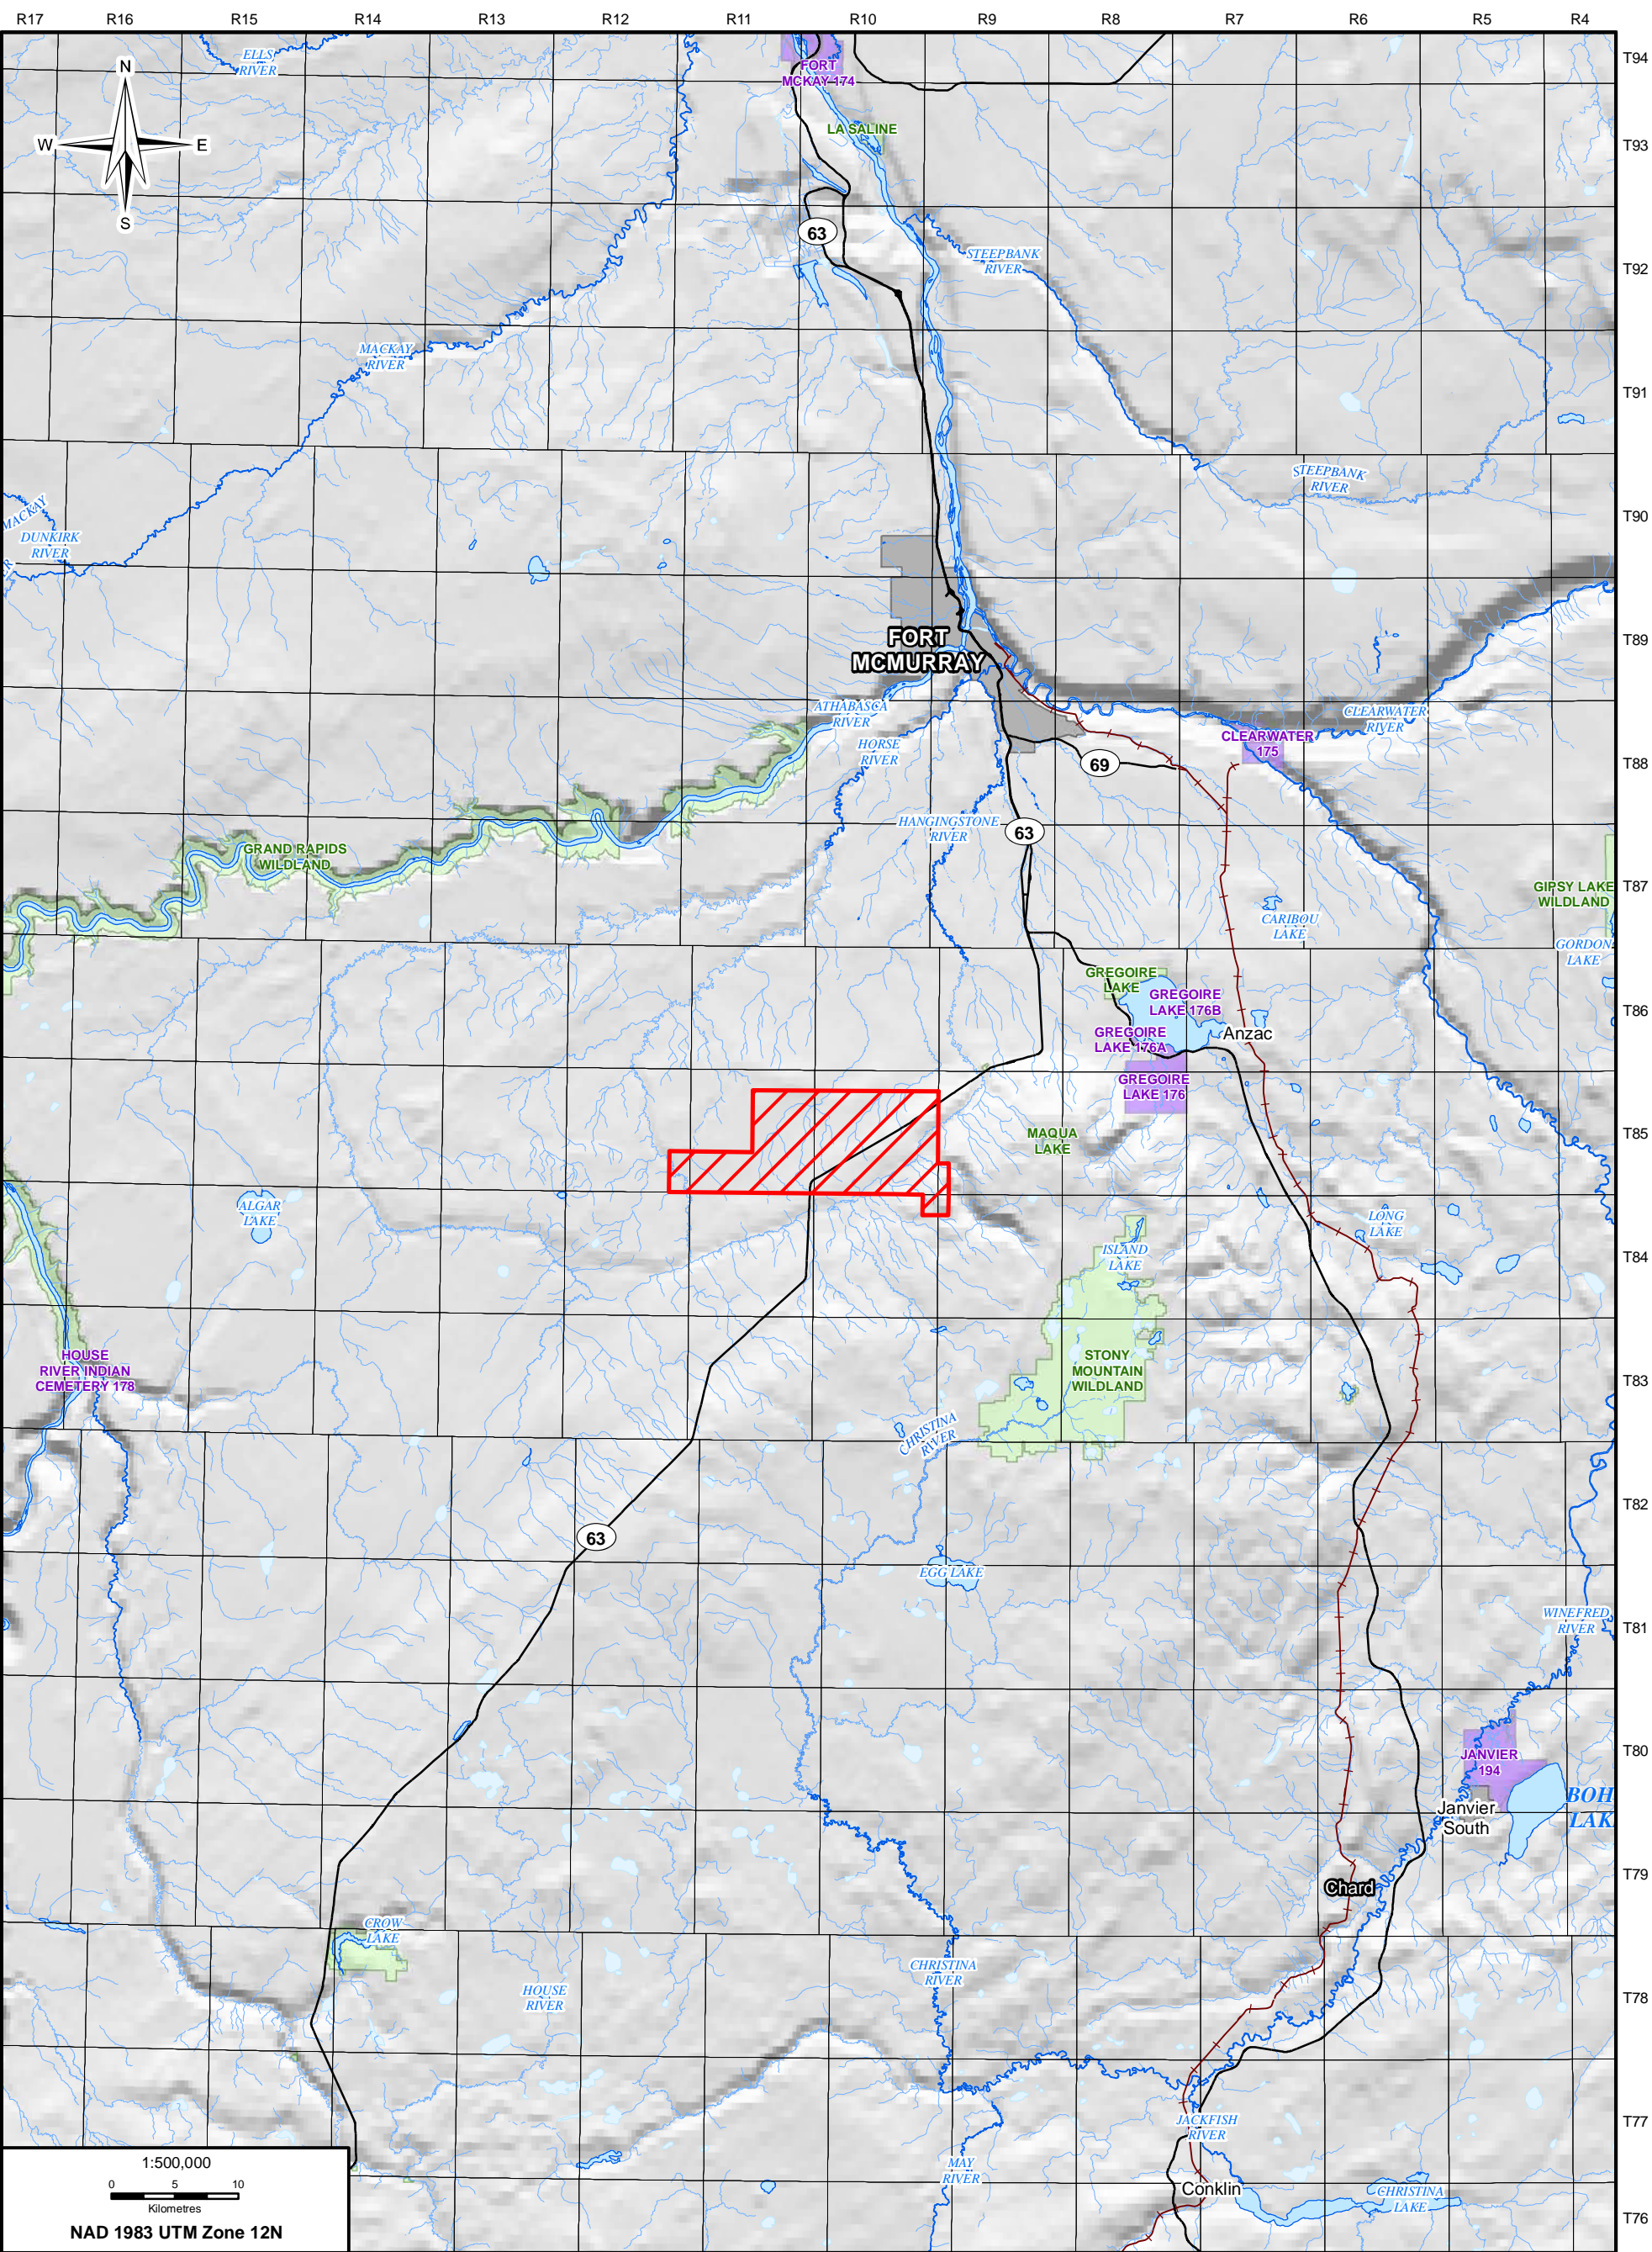 R17 R16 R15 R14 R13 R12 R11 R10 R9 R8 R7 R6 R5 R4
T94
T93
T92
T91
T90
T89
T88
T87
T86
T85
T84
T83
T82
T81
T80
T79
T78
T77
T76
N
W
E
S
ELLS
RIVER
FORT
MCKAY 174
LA SALINE
63
STEEPBANK
RIVER
MACKAY
RIVER
STEEPBANK
RIVER
MACKAY
DUNKIRK
RIVER
FORT
MCMURRAY
ATHABASCA
RIVER
HORSE
RIVER
CLEARWATER
RIVER
CLEARWATER
175
69
HANGINGSTONE
RIVER
63
GRAND RAPIDS
WILDLAND
GIPSY LAKE
WILDLAND
CARIBOU
LAKE
GORDON
LAKE
GREGOIRE
LAKE
GREGOIRE
LAKE 176B
GREGOIRE
LAKE 176A
Anzac
GREGOIRE
LAKE 176
MAQUA
LAKE
ALGAR
LAKE
LONG
LAKE
ISLAND
LAKE
HOUSE
RIVER INDIAN
CEMETERY 178
STONY
MOUNTAIN
WILDLAND
CHRISTINA
RIVER
63
EGG LAKE
WINEFRED
RIVER
JANVIER
194
BOH
LAK
Janvier
South
Chard
CROW
LAKE
HOUSE
RIVER
CHRISTINA
RIVER
JACKFISH
RIVER
MAY
RIVER
Conklin
CHRISTINA
LAKE
1:500,000
0 5 10
Kilometres
NAD 1983 UTM Zone 12N